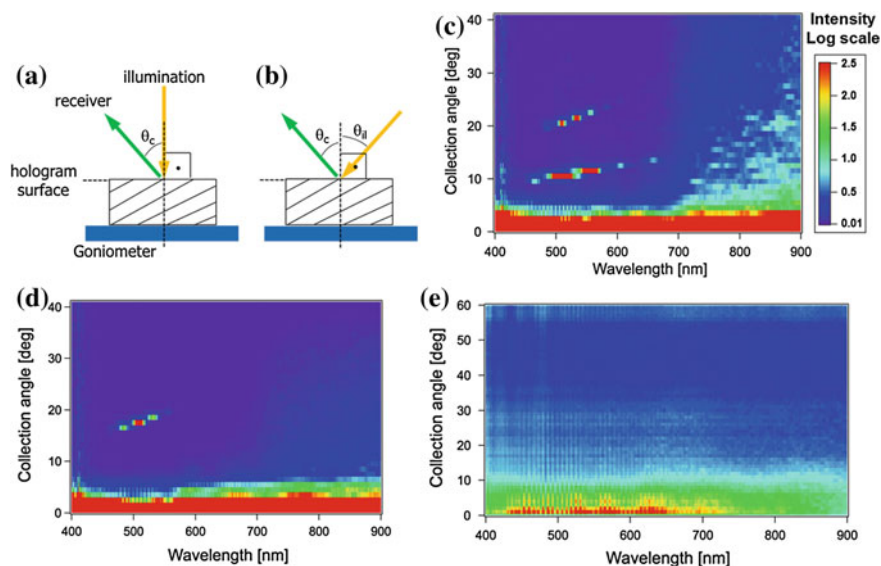 (a)
illumination
receiver
θc
hologram
surface
Goniometer
(b)
θc
θil
(c)
Collection angle [deg]
40
30
20
10
0
400
500
600
700
800
900
Wavelength [nm]
Intensity
Log scale
2.5
2.0
1.5
1.0
0.5
0.01
(d)
Collection angle [deg]
40
30
20
10
0
400
500
600
700
800
900
Wavelength [nm]
(e)
Collection angle [deg]
60
50
40
30
20
10
0
400
500
600
700
800
900
Wavelength [nm]